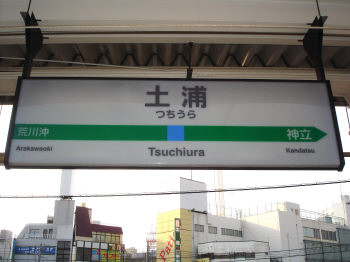 土浦
つちうら
荒川沖
神立
Arakawaoki
Tsuchiura
Kandatsu